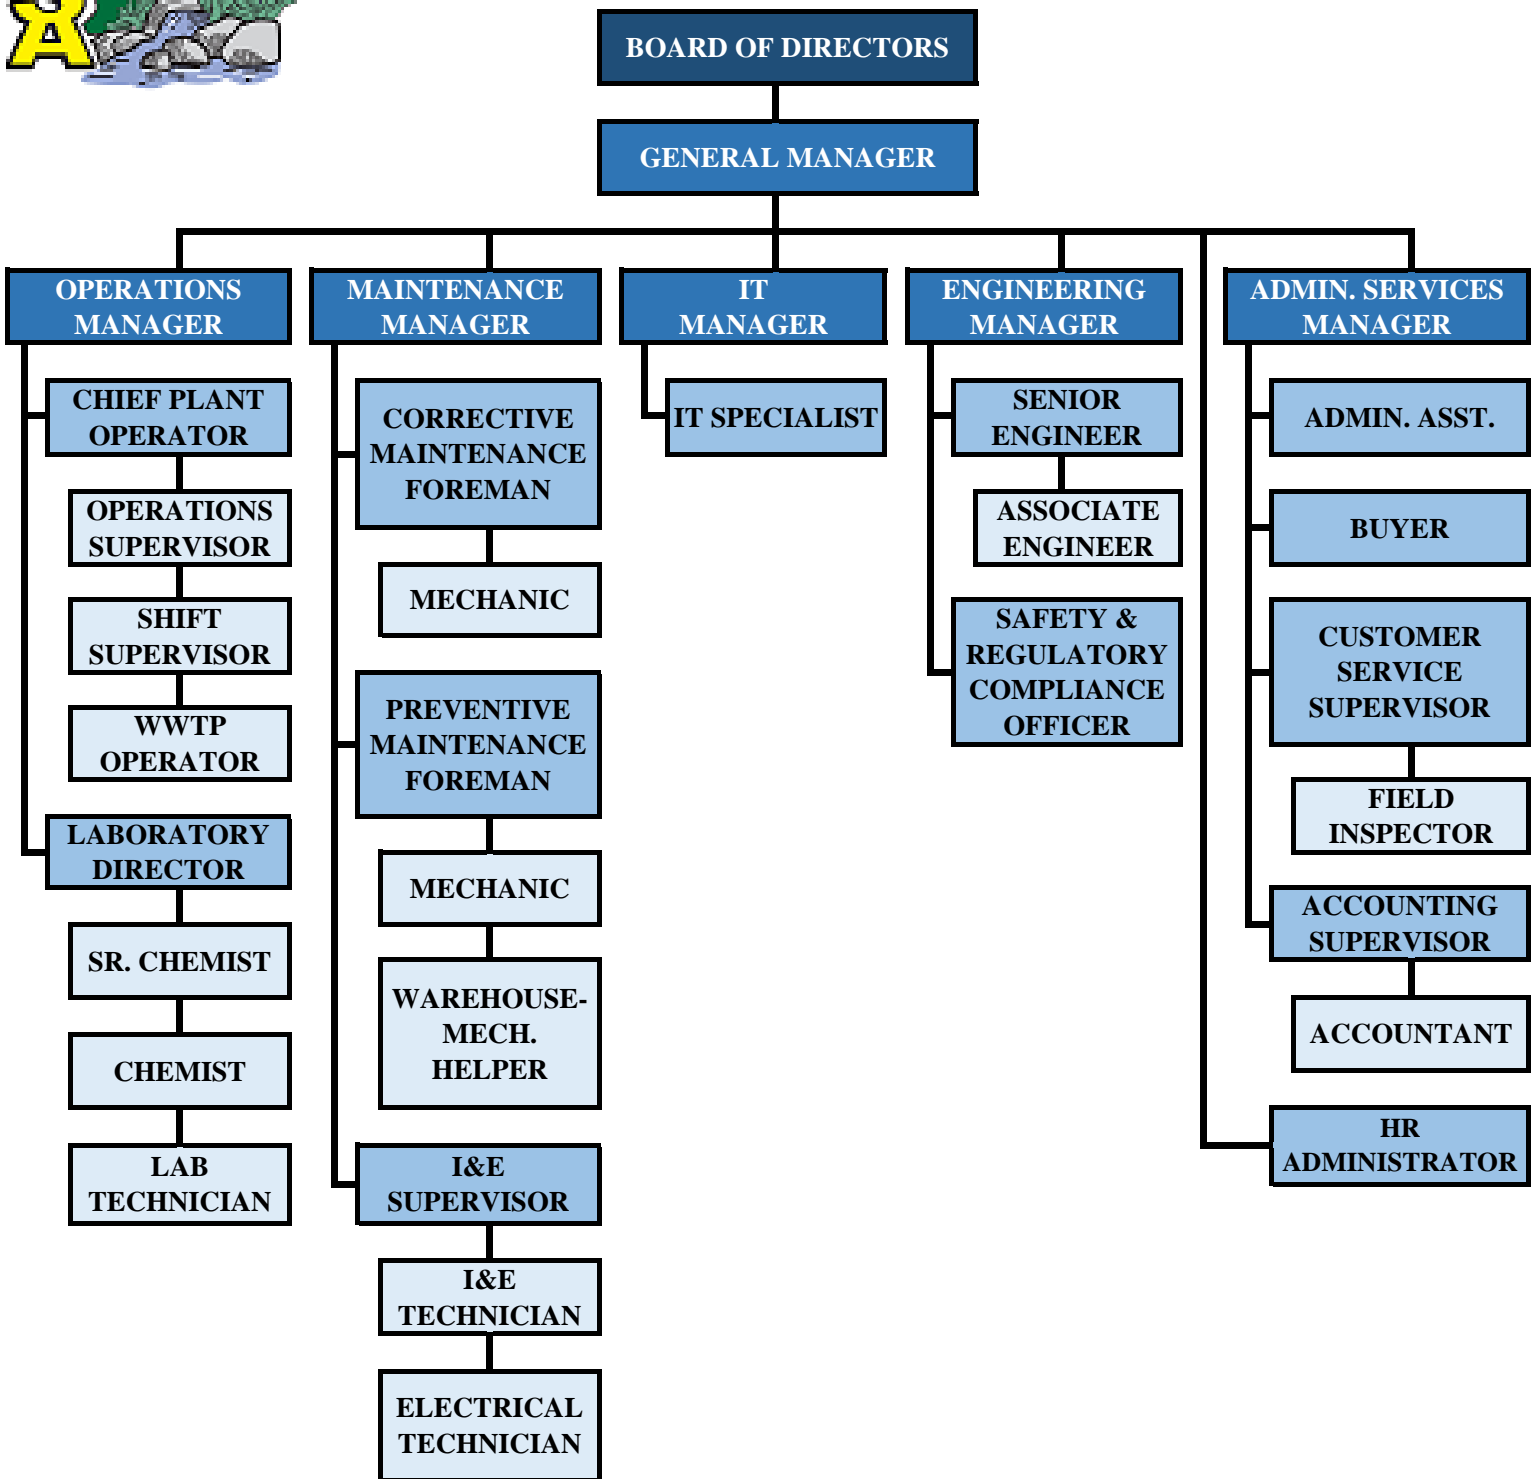 BOARD OF DIRECTORS
GENERAL MANAGER
OPERATIONS
MANAGER
CHIEF PLANT
OPERATOR
OPERATIONS
SUPERVISOR
SHIFT
SUPERVISOR
WWTP
OPERATOR
LABORATORY
DIRECTOR
SR. CHEMIST
CHEMIST
LAB
TECHNICIAN
MAINTENANCE
MANAGER
CORRECTIVE
MAINTENANCE
FOREMAN
MECHANIC
PREVENTIVE
MAINTENANCE
FOREMAN
MECHANIC
WAREHOUSE-
MECH.
HELPER
I&E
SUPERVISOR
I&E
TECHNICIAN
ELECTRICAL
TECHNICIAN
IT
MANAGER
IT SPECIALIST
ENGINEERING
MANAGER
SENIOR
ENGINEER
ASSOCIATE
ENGINEER
SAFETY &
REGULATORY
COMPLIANCE
OFFICER
ADMIN. SERVICES
MANAGER
ADMIN. ASST.
BUYER
CUSTOMER
SERVICE
SUPERVISOR
FIELD
INSPECTOR
ACCOUNTING
SUPERVISOR
ACCOUNTANT
HR
ADMINISTRATOR